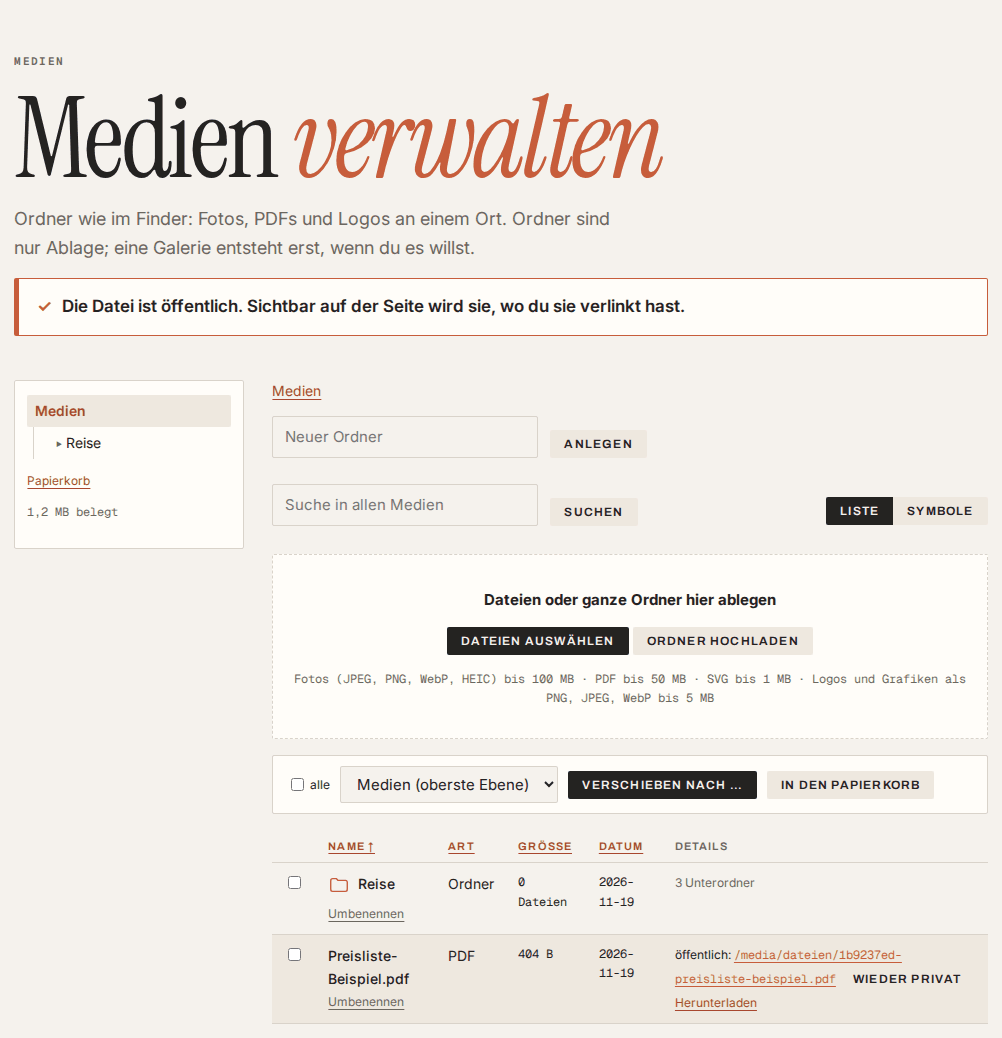 MEDIEN
Medien verwalten
Ordner wie im Finder: Fotos, PDFs und Logos an einem Ort. Ordner sind
nur Ablage; eine Galerie entsteht erst, wenn du es willst.
✓ Die Datei ist öffentlich. Sichtbar auf der Seite wird sie, wo du sie verlinkt hast.
Medien
▸ Reise
Papierkorb
1,2 MB belegt
Medien
Neuer Ordner ANLEGEN
Suche in allen Medien SUCHEN LISTE SYMBOLE
Dateien oder ganze Ordner hier ablegen
DATEIEN AUSWÄHLEN ORDNER HOCHLADEN
Fotos (JPEG, PNG, WebP, HEIC) bis 100 MB · PDF bis 50 MB · SVG bis 1 MB · Logos und Grafiken als
PNG, JPEG, WebP bis 5 MB
alle Medien (oberste Ebene) VERSCHIEBEN NACH … IN DEN PAPIERKORB
NAME ↑ ART GRÖSSE DATUM DETAILS
Reise Ordner 0 2026- 3 Unterordner
Dateien 11-19
Umbenennen
Preisliste- PDF 404 B 2026- öffentlich: /media/dateien/1b9237ed-
Beispiel.pdf 11-19 preisliste-beispiel.pdf WIEDER PRIVAT
Umbenennen Herunterladen